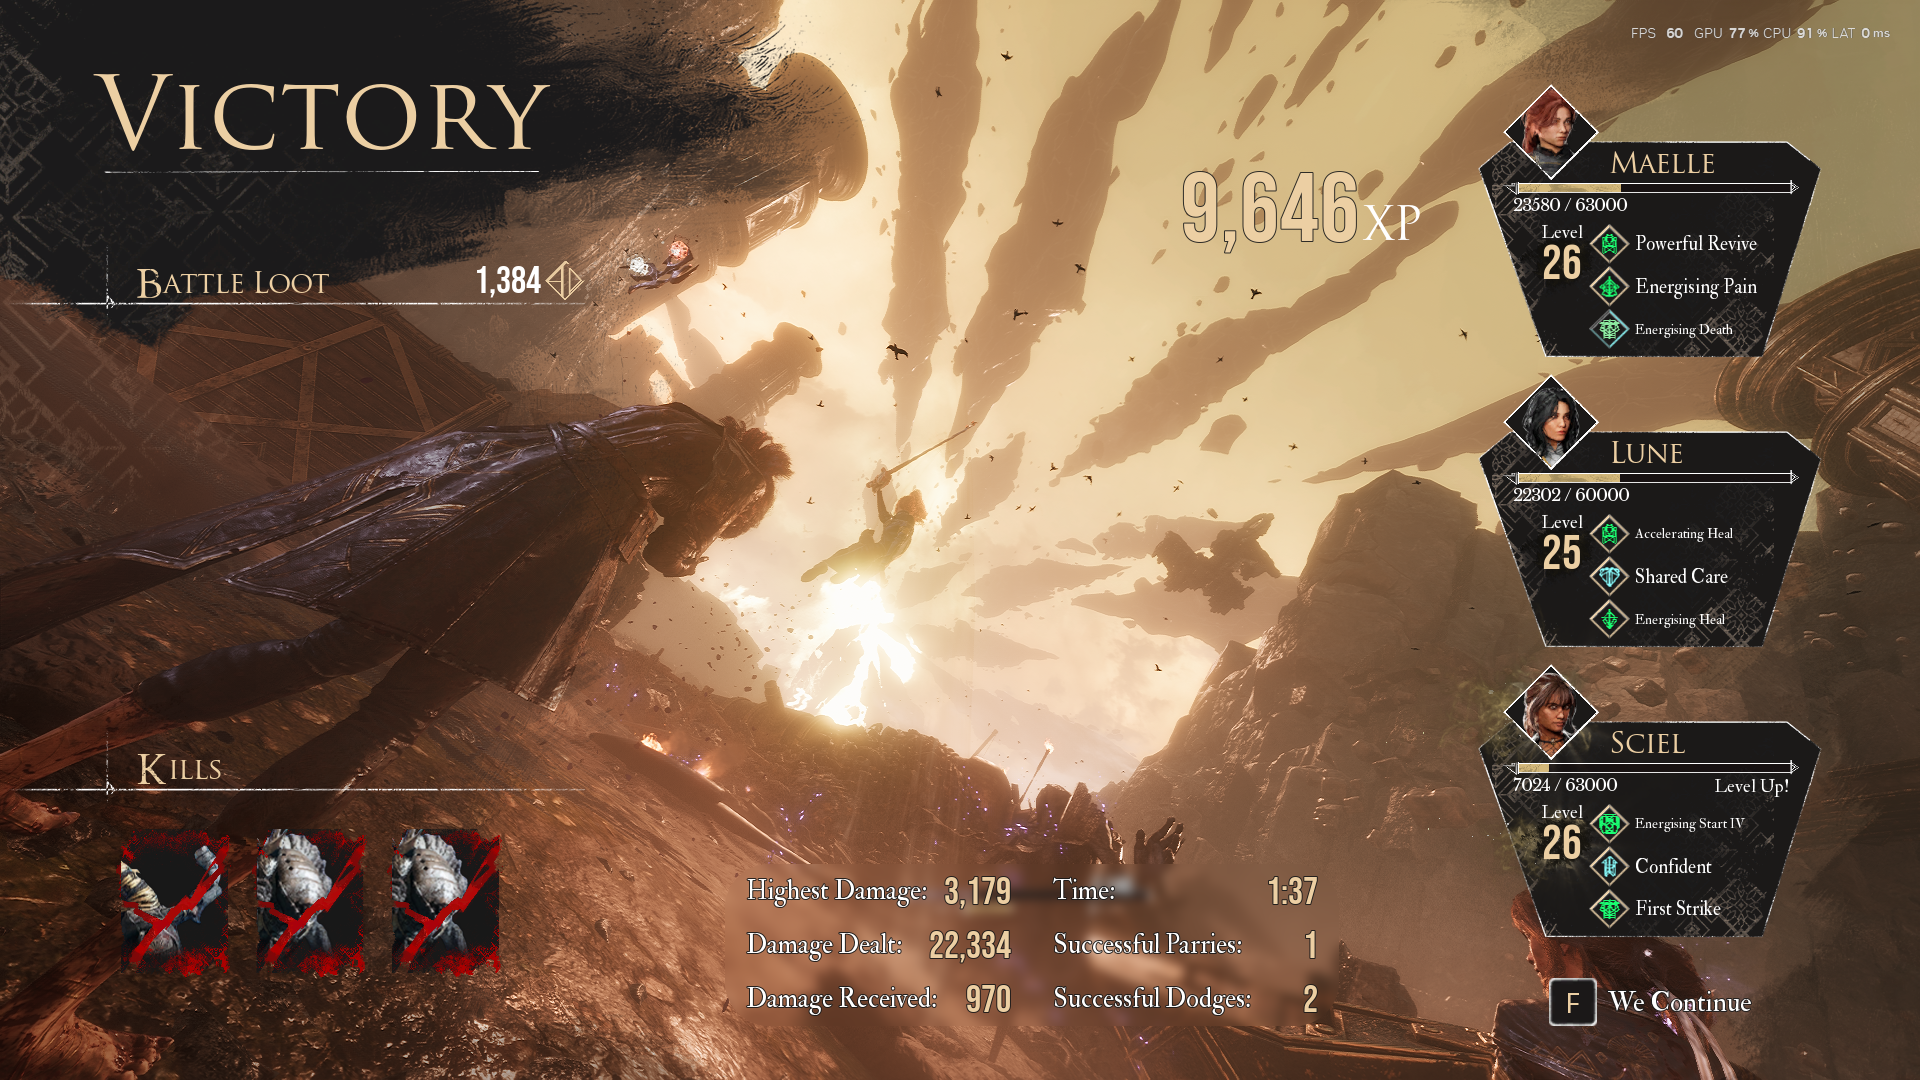 FPS 60 GPU 77 % CPU 91 % LAT 0 ms
VICTORY
BATTLE LOOT 1,384
9,646 XP
MAELLE
23580 / 63000
Level
26
Powerful Revive
Energising Pain
Energising Death
LUNE
22302 / 60000
Level
25
Accelerating Heal
Shared Care
Energising Heal
SCIEL
7024 / 63000 Level Up!
Level
26
Energising Start IV
Confident
First Strike
KILLS
Highest Damage: 3,179
Damage Dealt: 22,334
Damage Received: 970
Time: 1:37
Successful Parries: 1
Successful Dodges: 2
F We Continue